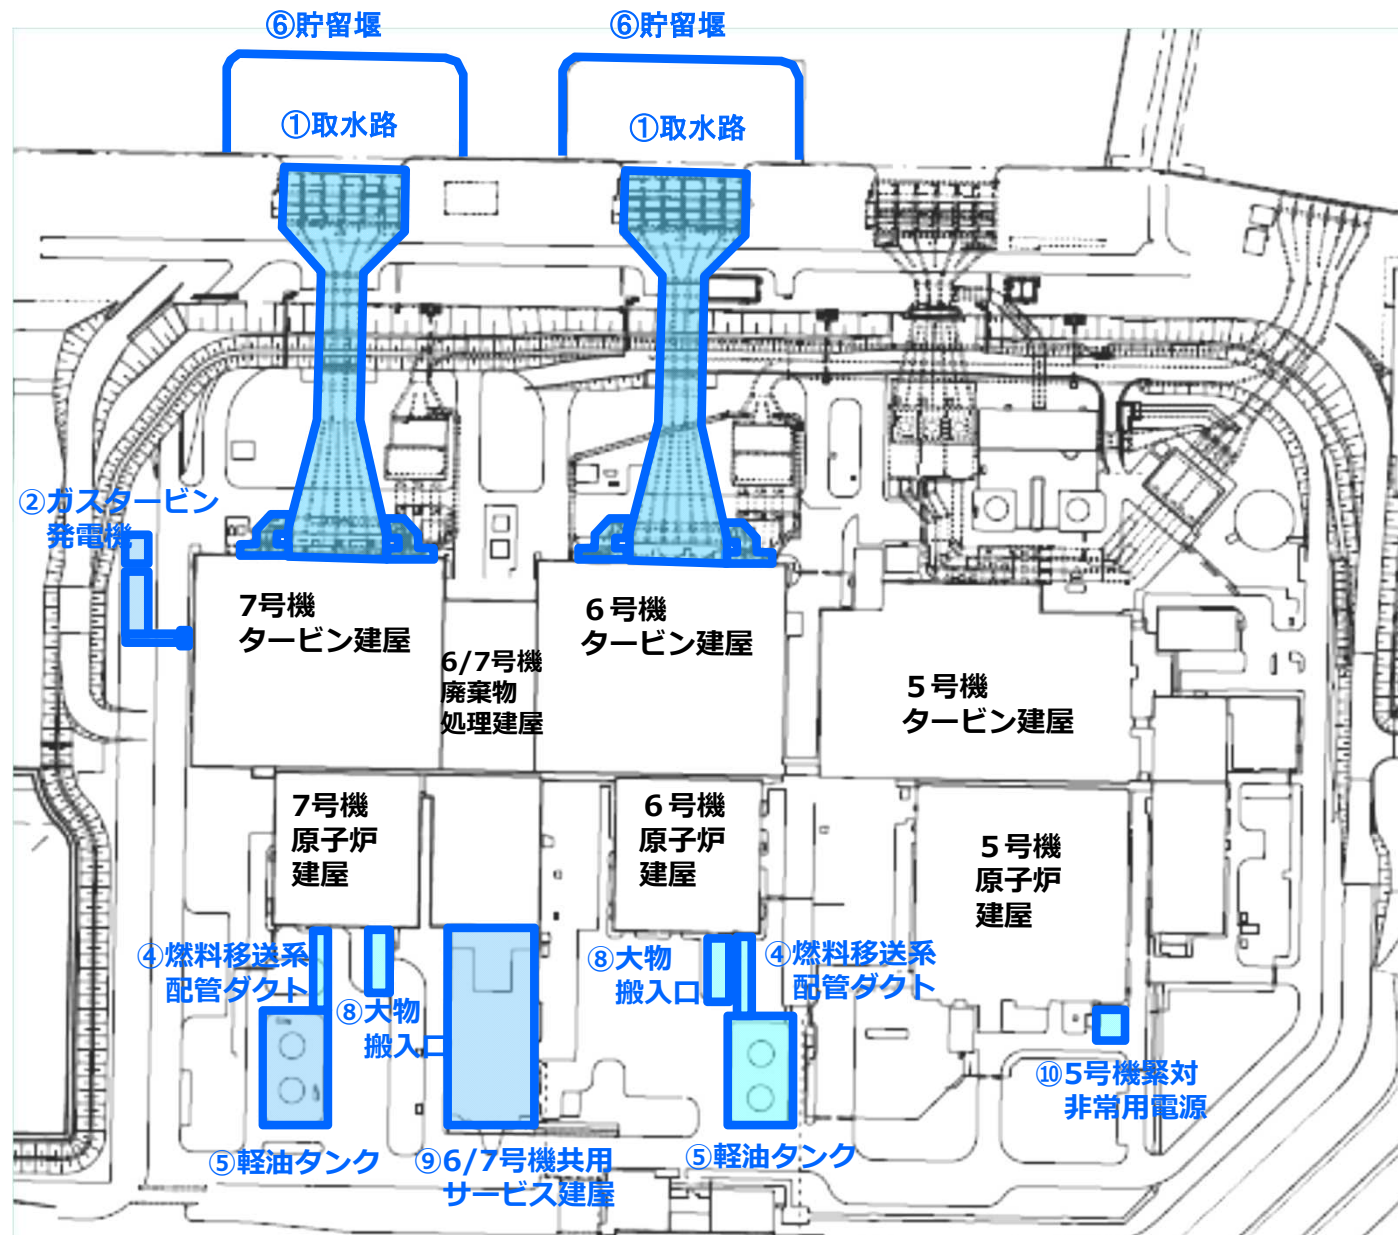 ⑥貯留堰
⑥貯留堰
①取水路
①取水路
②ガスタービン
発電機
7号機
タービン建屋
6/7号機
廃棄物
処理建屋
６号機
タービン建屋
５号機
タービン建屋
7号機
原子炉
建屋
６号機
原子炉
建屋
５号機
原子炉
建屋
④燃料移送系
配管ダクト
⑧大物
搬入口
⑧大物
搬入口
④燃料移送系
配管ダクト
⑩5号機緊対
非常用電源
⑤軽油タンク
⑨6/7号機共用
サービス建屋
⑤軽油タンク